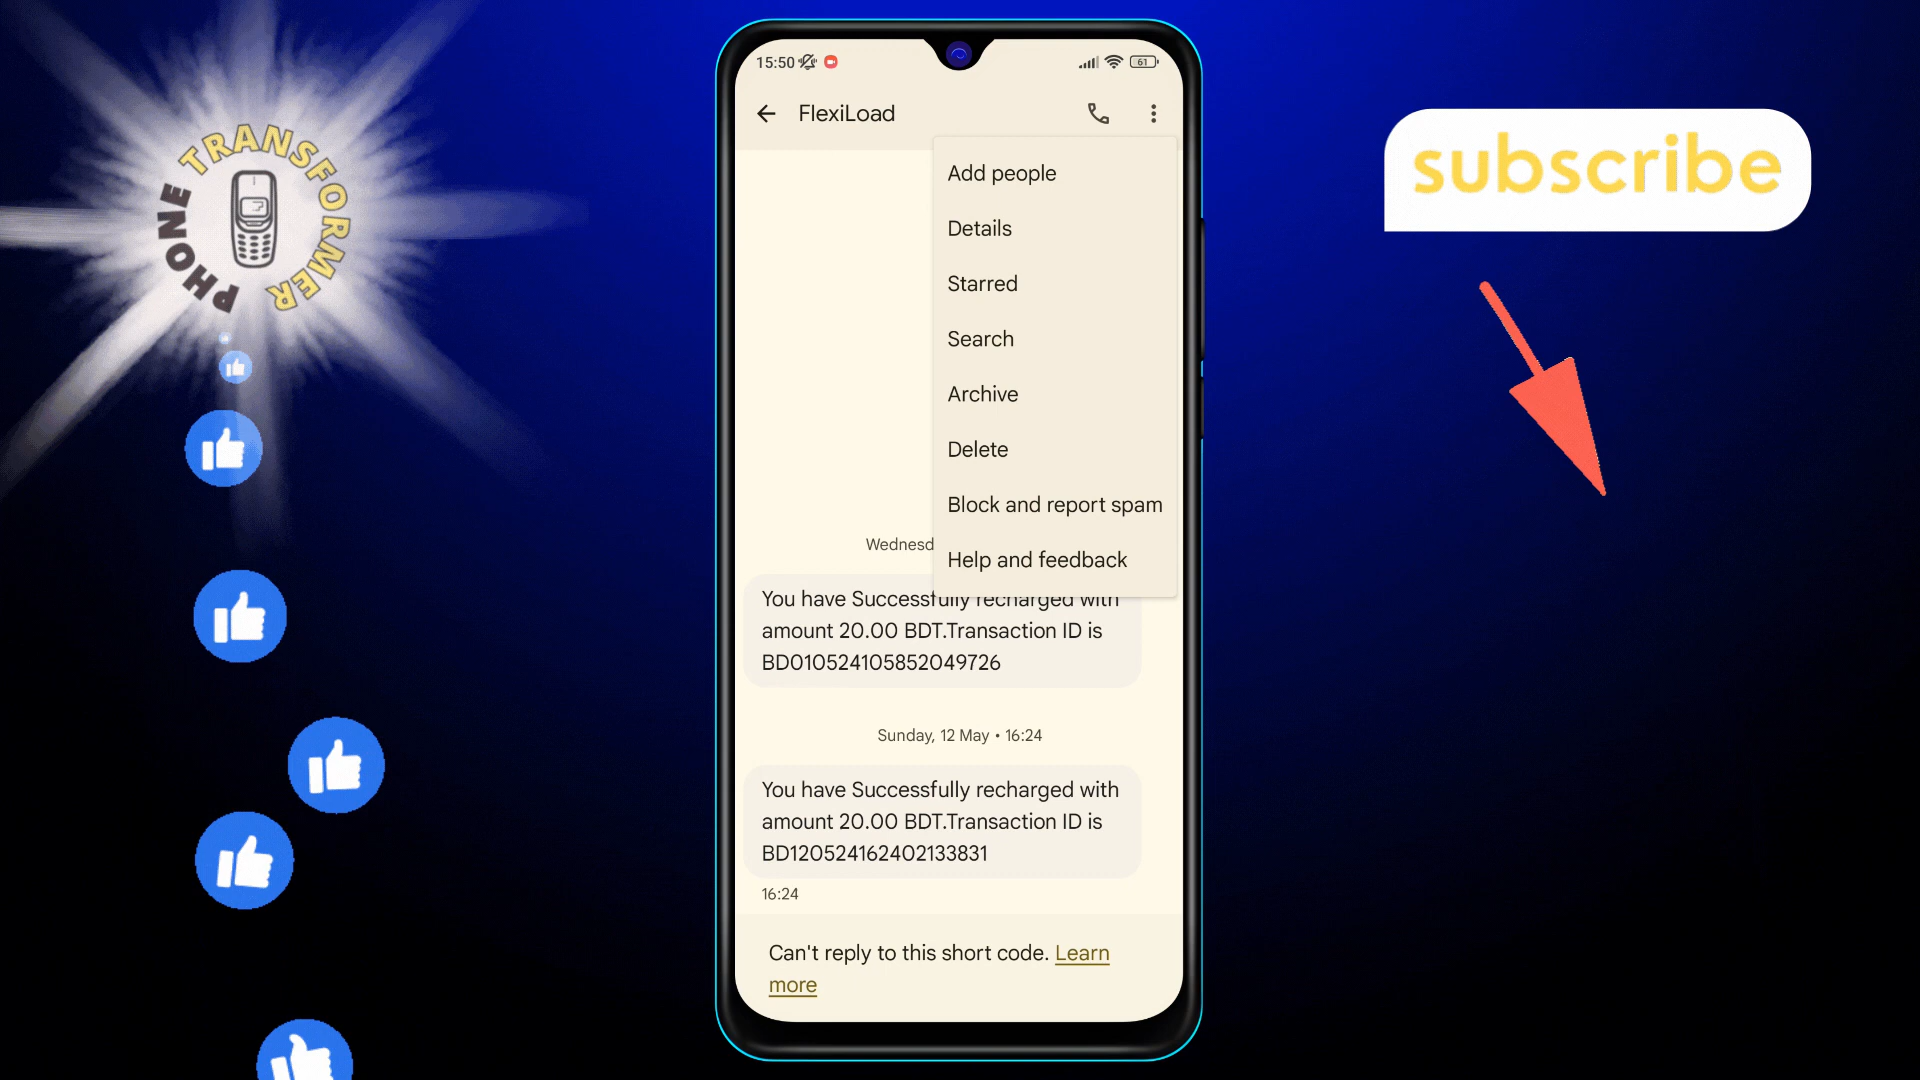 PHONE TRANSFORMER
subscribe
15:50
61
FlexiLoad
Add people
Details
Starred
Search
Archive
Delete
Block and report spam
Help and feedback
Wednesd
You have Successfully recharged with
amount 20.00 BDT.Transaction ID is
BD010524105852049726
Sunday, 12 May • 16:24
You have Successfully recharged with
amount 20.00 BDT.Transaction ID is
BD120524162402133831
16:24
Can't reply to this short code. Learn
more